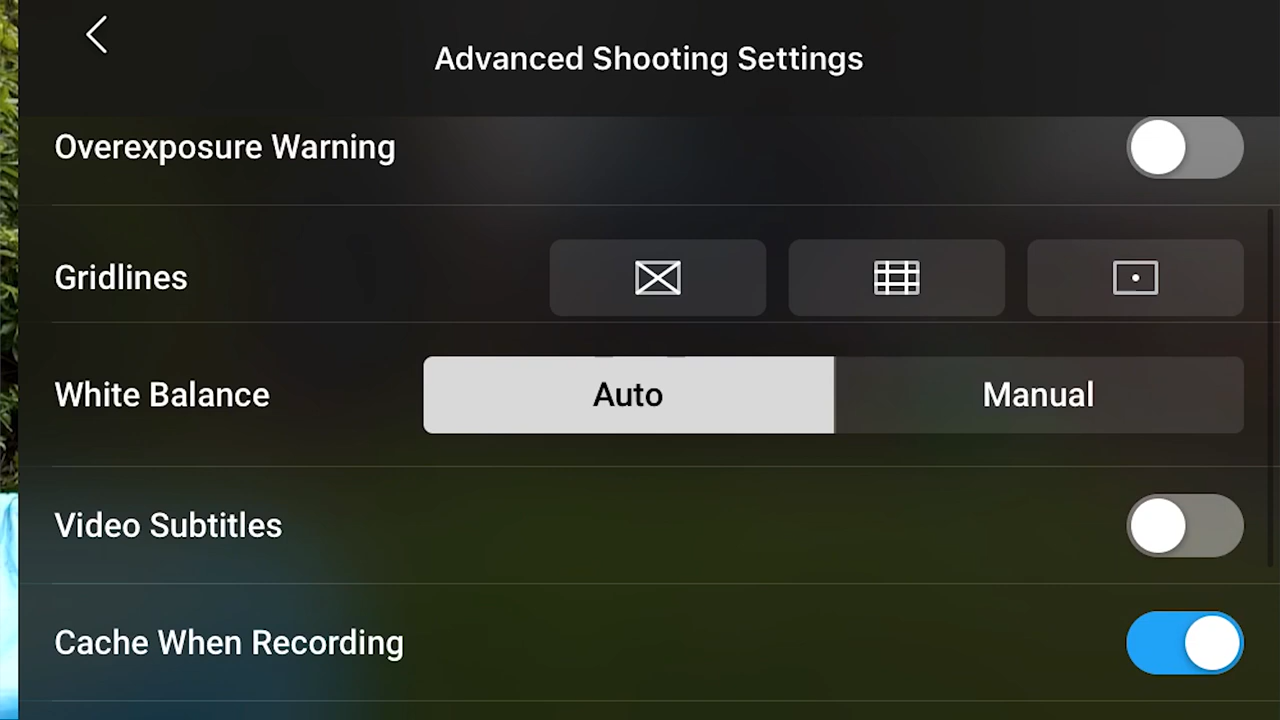 Advanced Shooting Settings
Overexposure Warning
Gridlines
White Balance Auto Manual
Video Subtitles
Cache When Recording